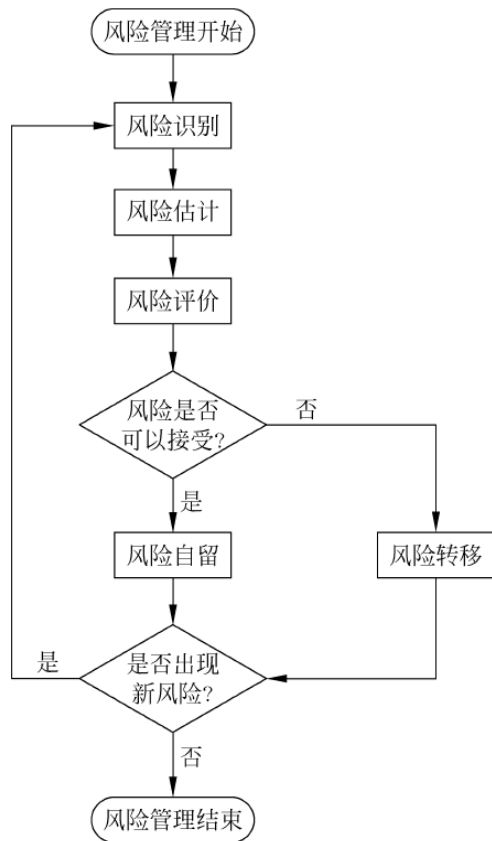 风险管理开始
风险识别
风险估计
风险评价
风险是否
可以接受?
否
是
风险自留
风险转移
是否出现
新风险?
是
否
风险管理结束